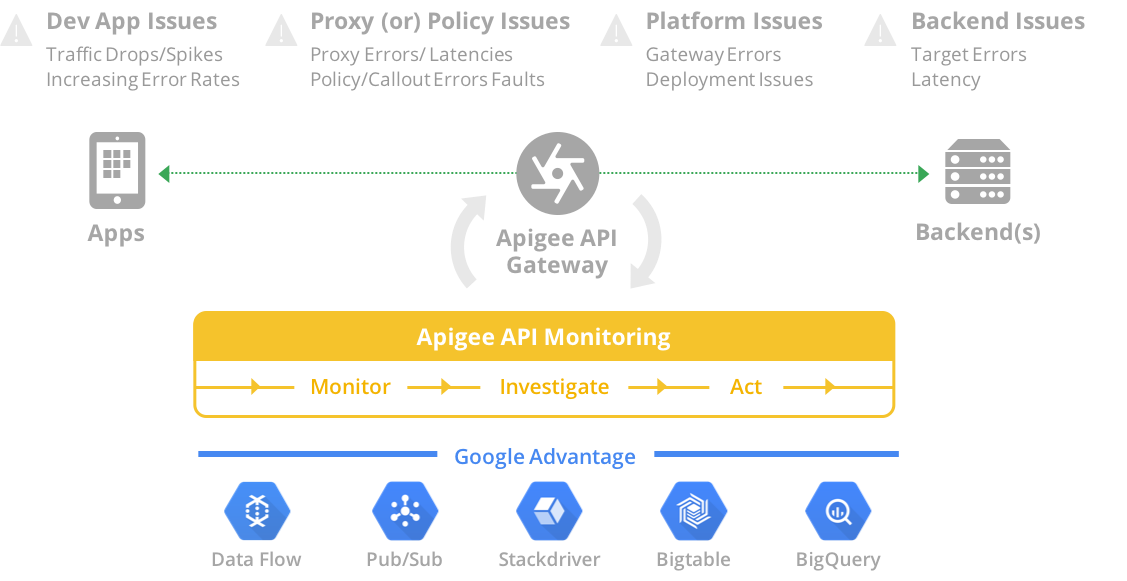 Dev App Issues
Traffic Drops/Spikes
Increasing Error Rates
Proxy (or) Policy Issues
Proxy Errors/ Latencies
Policy/Callout Errors Faults
Platform Issues
Gateway Errors
Deployment Issues
Backend Issues
Target Errors
Latency
Apps
Apigee API
Gateway
Backend(s)
Apigee API Monitoring
Monitor
Investigate
Act
Google Advantage
Data Flow
Pub/Sub
Stackdriver
Bigtable
BigQuery